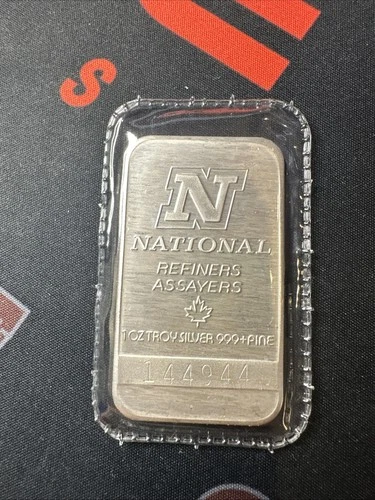 S
N
NATIONAL
REFINERS
ASSAYERS
1 OZ TROY SILVER 999+FINE
144944